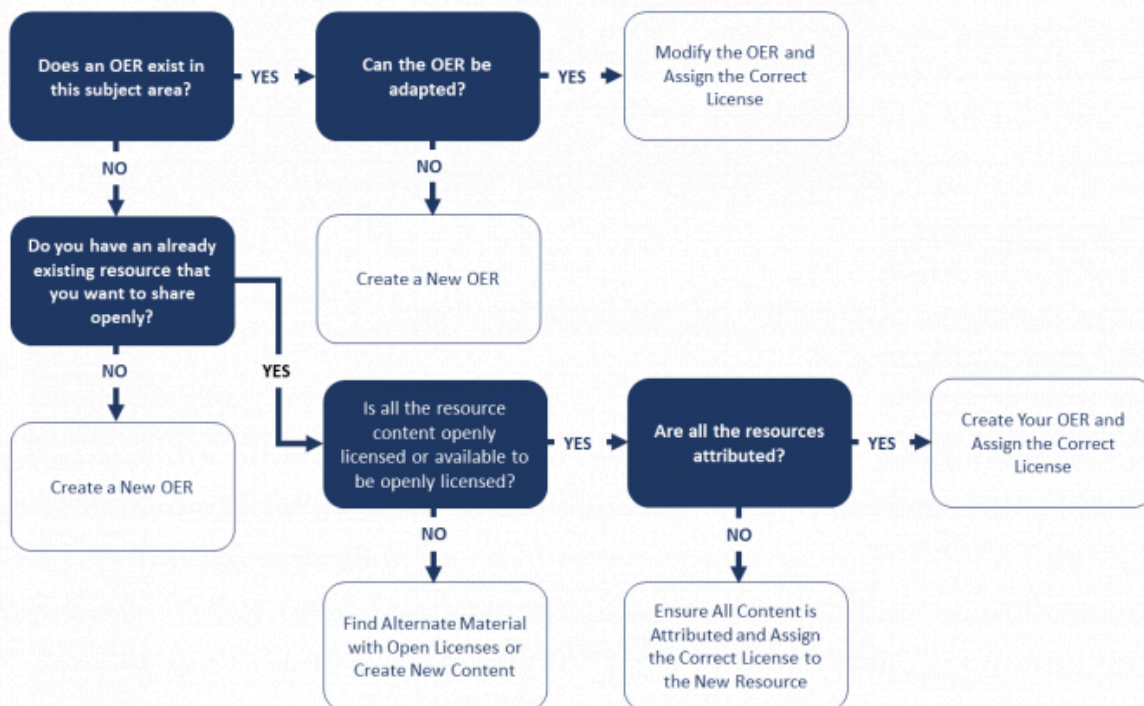 Does an OER exist in
this subject area?
YES
Can the OER be
adapted?
YES
Modify the OER and
Assign the Correct
License
NO
NO
Do you have an already
existing resource that
you want to share
openly?
Create a New OER
NO
YES
Create a New OER
Is all the resource
content openly
licensed or available to
be openly licensed?
YES
Are all the resources
attributed?
YES
Create Your OER and
Assign the Correct
License
NO
NO
Find Alternate Material
with Open Licenses or
Create New Content
Ensure All Content is
Attributed and Assign
the Correct License to
the New Resource